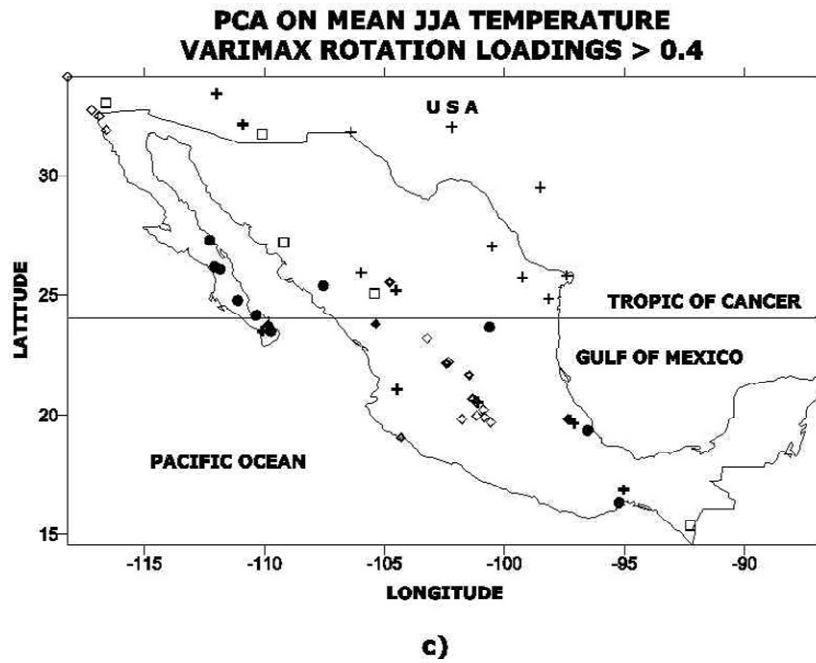 PCA ON MEAN JJA TEMPERATURE
VARIMAX ROTATION LOADINGS > 0.4
U S A
30
25
TROPIC OF CANCER
LATITUDE
GULF OF MEXICO
20
PACIFIC OCEAN
15
-115 -110 -105 -100 -95 -90
LONGITUDE
c)